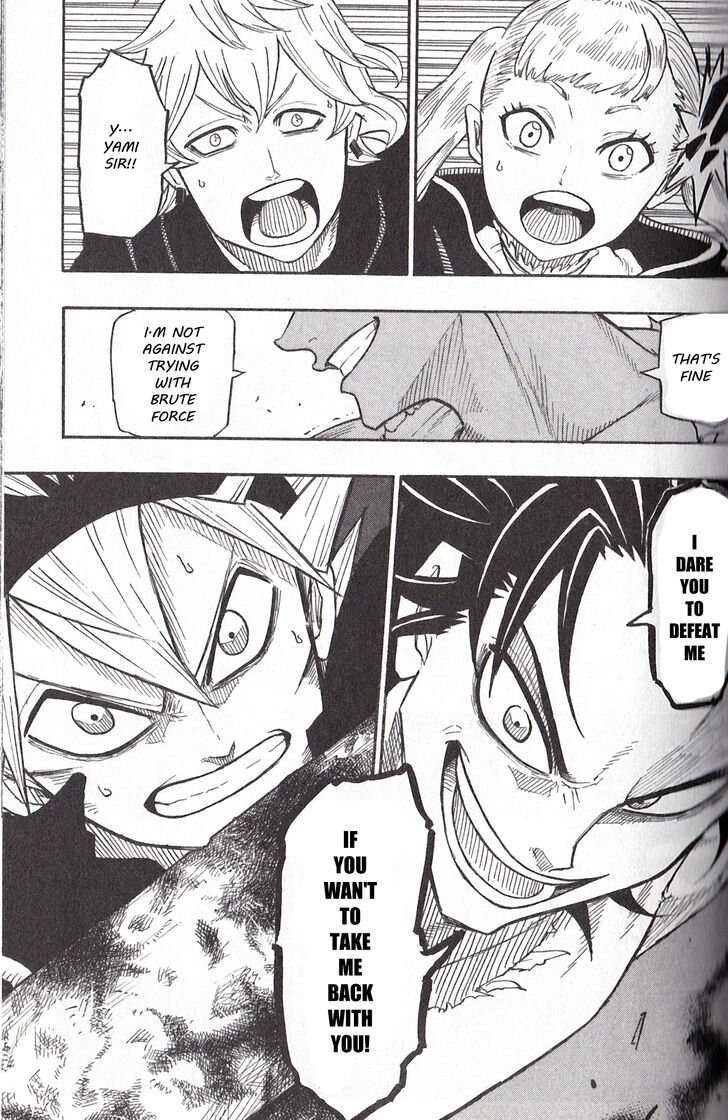 Y...
YAMI
SIR!!
THAT'S
FINE
I·M NOT
AGAINST
TRYING
WITH
BRUTE
FORCE
I
DARE
YOU
TO
DEFEAT
ME
IF
YOU
WAN'T
TO
TAKE
ME
BACK
WITH
YOU!